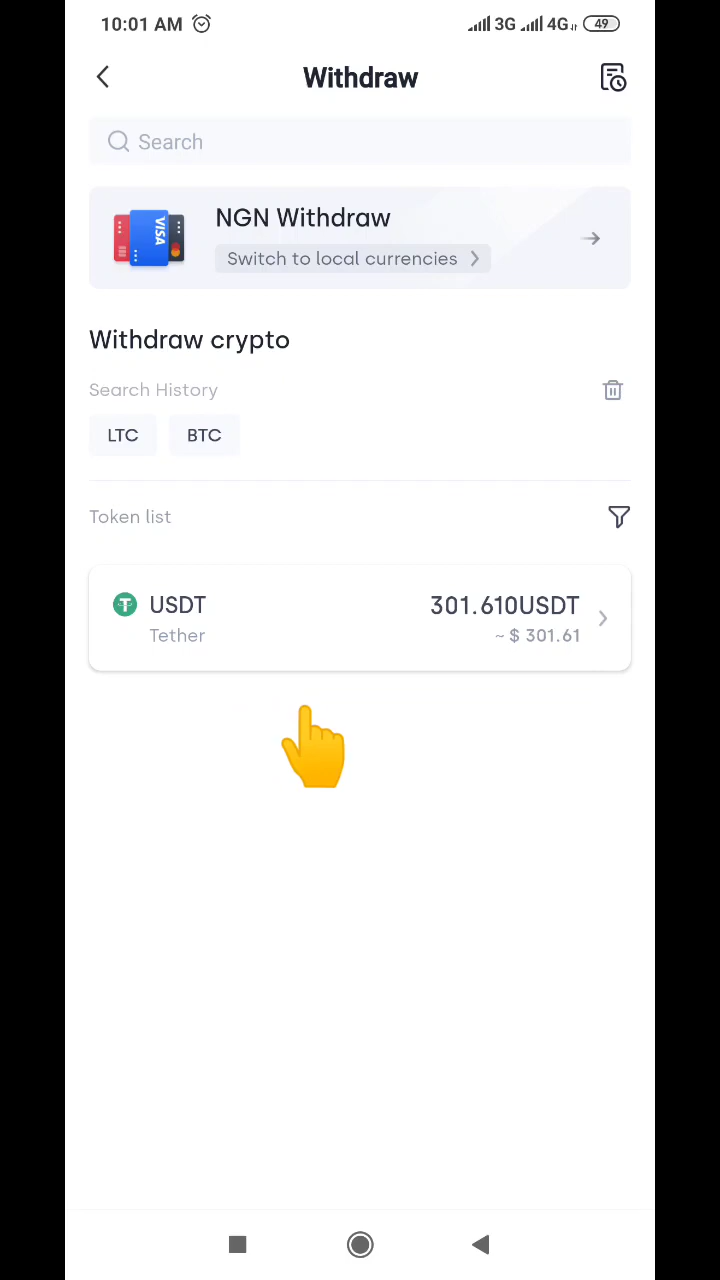 10:01 AM 3G 4G 49
Withdraw
Search
VISA
NGN Withdraw
Switch to local currencies
Withdraw crypto
Search History
LTC BTC
Token list
USDT 301.610USDT
Tether ~ $ 301.61